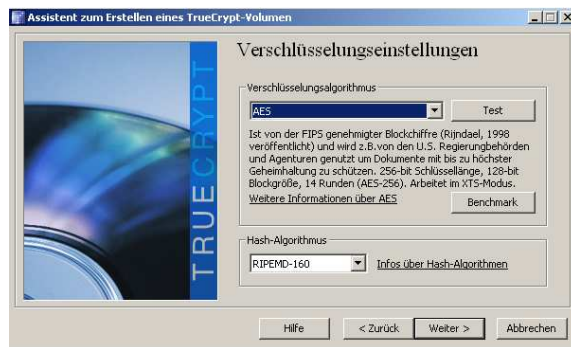 Assistent zum Erstellen eines TrueCrypt-Volumen
TRUECRYPT
Verschlüsselungseinstellungen
Verschlüsselungsalgorithmus
AES
Test
Ist von der FIPS genehmigter Blockchiffre (Rijndael, 1998
veröffentlicht) und wird z.B.von den U.S. Regierungbehörden
und Agenturen genutzt um Dokumente mit bis zu höchster
Geheimhaltung zu schützen. 256-bit Schlüssellänge, 128-bit
Blockgröße, 14 Runden (AES-256). Arbeitet im XTS-Modus.
Weitere Informationen über AES
Benchmark
Hash-Algorithmus
RIPEMD-160
Infos über Hash-Algorithmen
Hilfe
< Zurück
Weiter >
Abbrechen